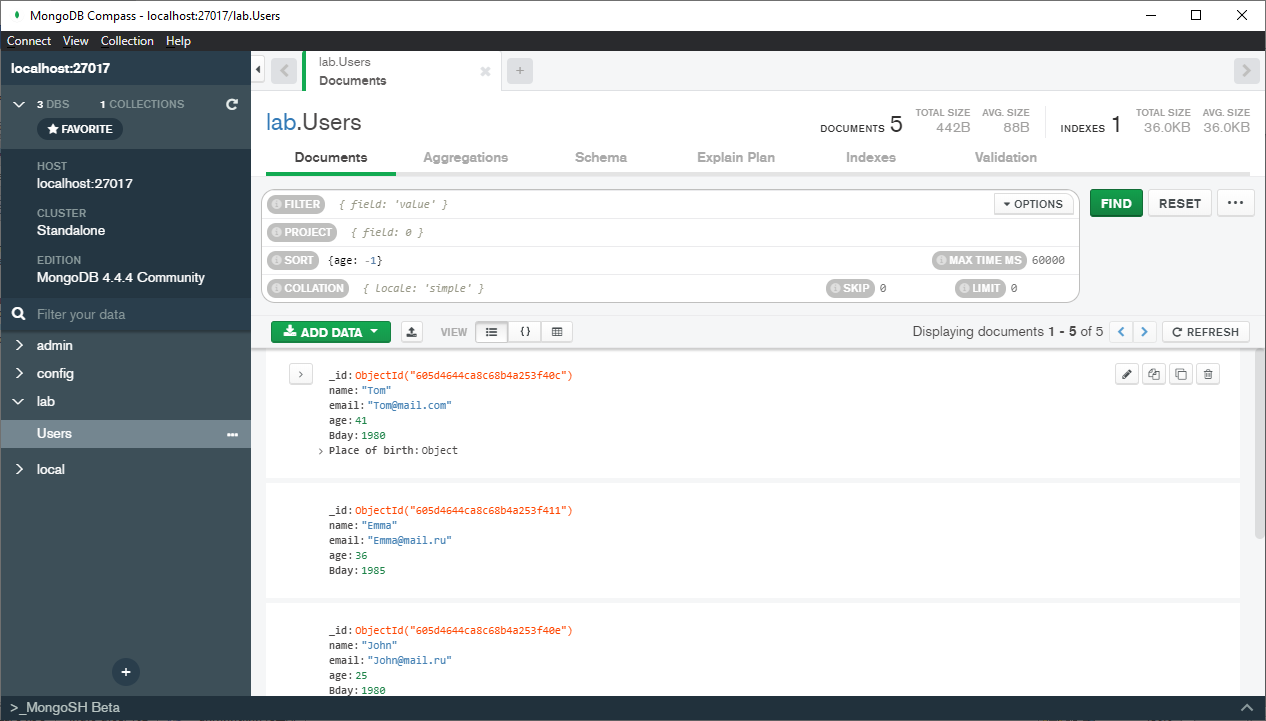 MongoDB Compass - localhost:27017/lab.Users
Connect View Collection Help
localhost:27017
3 DBS 1 COLLECTIONS
FAVORITE
HOST
localhost:27017
CLUSTER
Standalone
EDITION
MongoDB 4.4.4 Community
Filter your data
admin
config
lab
Users
local
lab.Users
Documents
lab.Users
DOCUMENTS 5
TOTAL SIZE 442B
AVG. SIZE 88B
INDEXES 1
TOTAL SIZE 36.0KB
AVG. SIZE 36.0KB
Documents Aggregations Schema Explain Plan Indexes Validation
FILTER { field: 'value' } OPTIONS FIND RESET ...
PROJECT { field: 0 }
SORT {age: -1} MAX TIME MS 60000
COLLATION { locale: 'simple' } SKIP 0 LIMIT 0
ADD DATA VIEW {} Displaying documents 1 - 5 of 5 < > REFRESH
_id: ObjectId("605d4644ca8c68b4a253f40c")
name: "Tom"
email: "Tom@mail.com"
age: 41
Bday: 1980
> Place of birth: Object
_id: ObjectId("605d4644ca8c68b4a253f411")
name: "Emma"
email: "Emma@mail.ru"
age: 36
Bday: 1985
_id: ObjectId("605d4644ca8c68b4a253f40e")
name: "John"
email: "John@mail.ru"
age: 25
Bday: 1980
>_MongoSH Beta